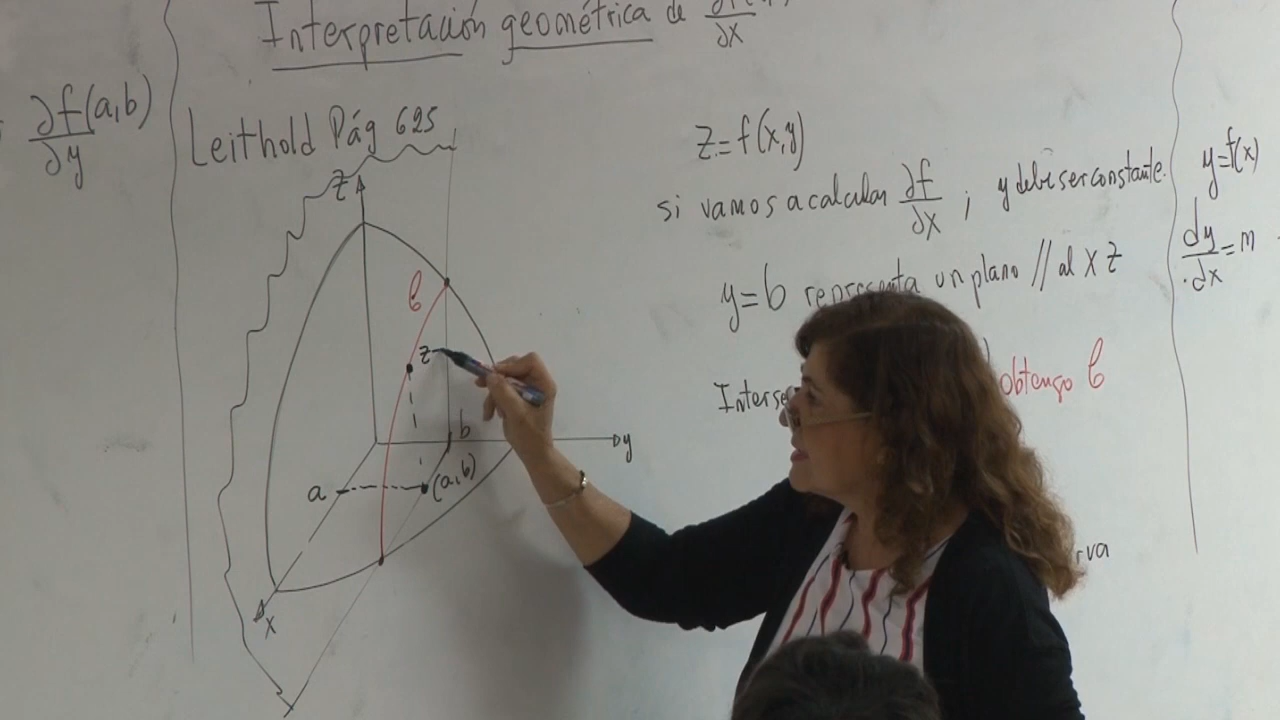 Interpretación geométrica de ∂f/∂x
∂f(a,b)/∂y
Leithold Pág 625
z
b
z
b
y
a
(a,b)
x
z=f(x,y)
si vamos a calcular ∂f/∂x ; y debe ser constante.
y=b representa un plano // al xz
obtengo b
y=f(x)
dy/dx=m